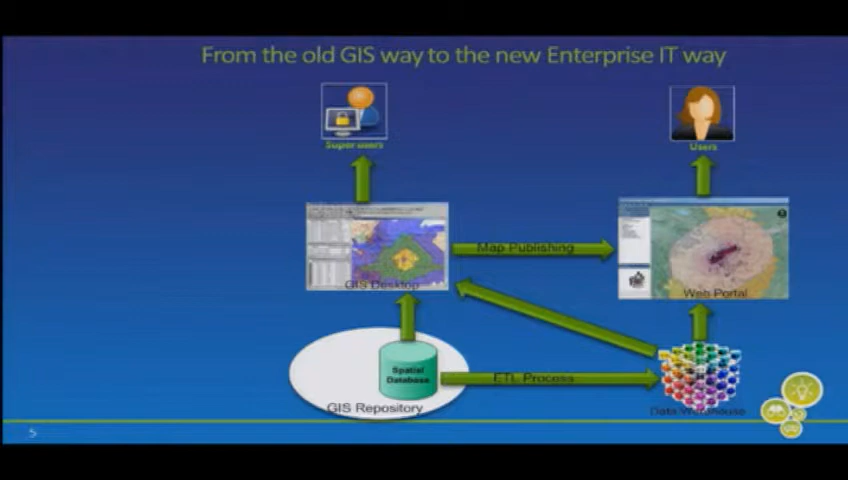 From the old GIS way to the new Enterprise IT way
Super users
Users
Map Publishing
GIS Desktop
Web Portal
Spatial
Database
ETL Process
GIS Repository
Data Warehouse
5